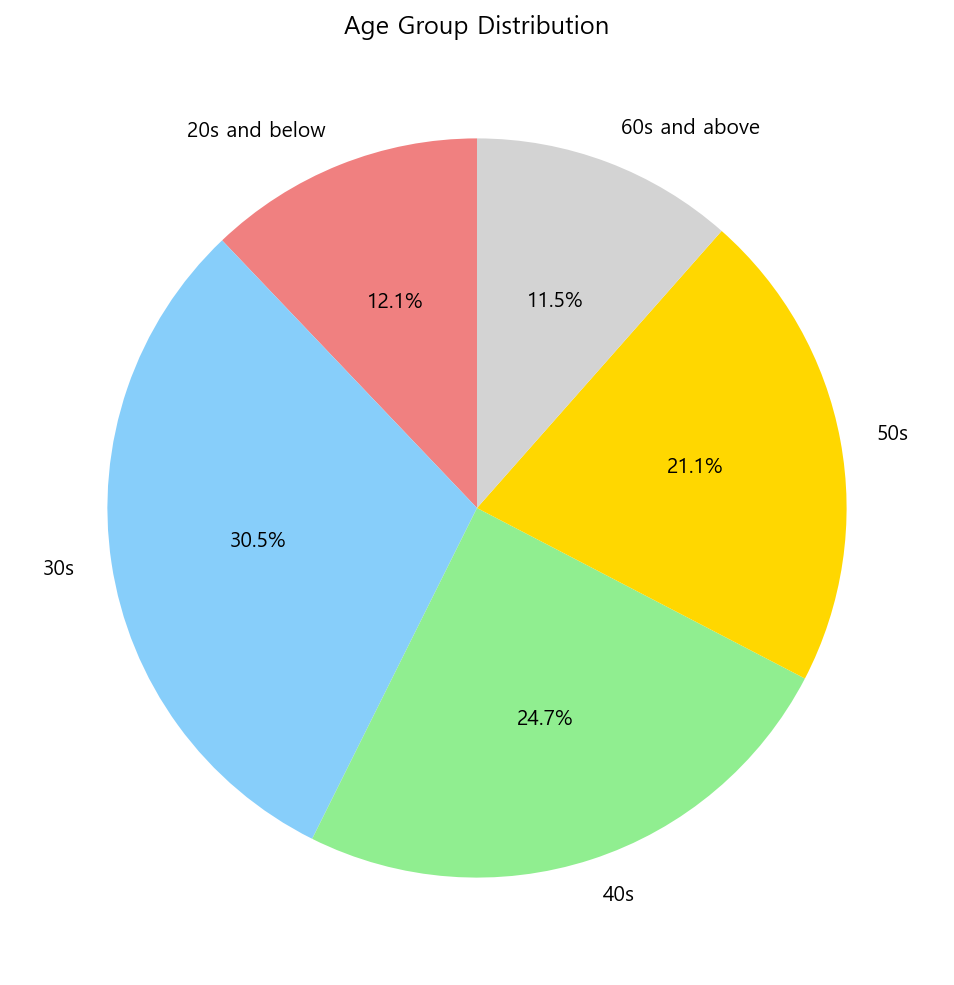 Age Group Distribution
20s and below
60s and above
12.1%
11.5%
50s
21.1%
30.5%
30s
24.7%
40s